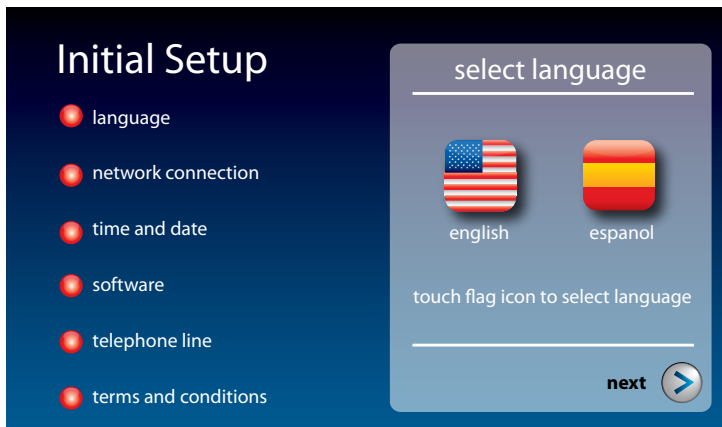 Initial Setup
language
network connection
time and date
software
telephone line
terms and conditions
select language
english
espanol
touch flag icon to select language
next